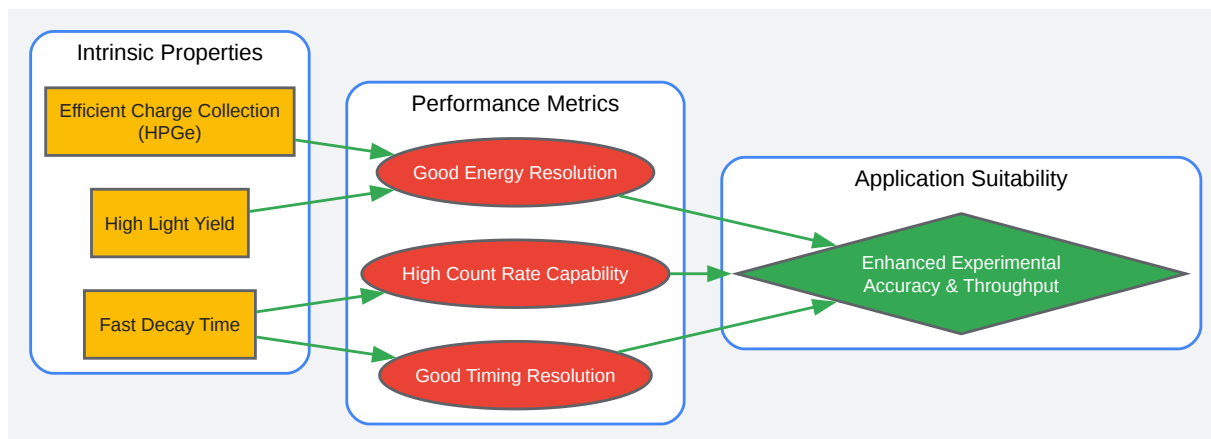 Intrinsic Properties
Efficient Charge Collection
(HPGe)
High Light Yield
Fast Decay Time
Performance Metrics
Good Energy Resolution
High Count Rate Capability
Good Timing Resolution
Application Suitability
Enhanced Experimental
Accuracy & Throughput